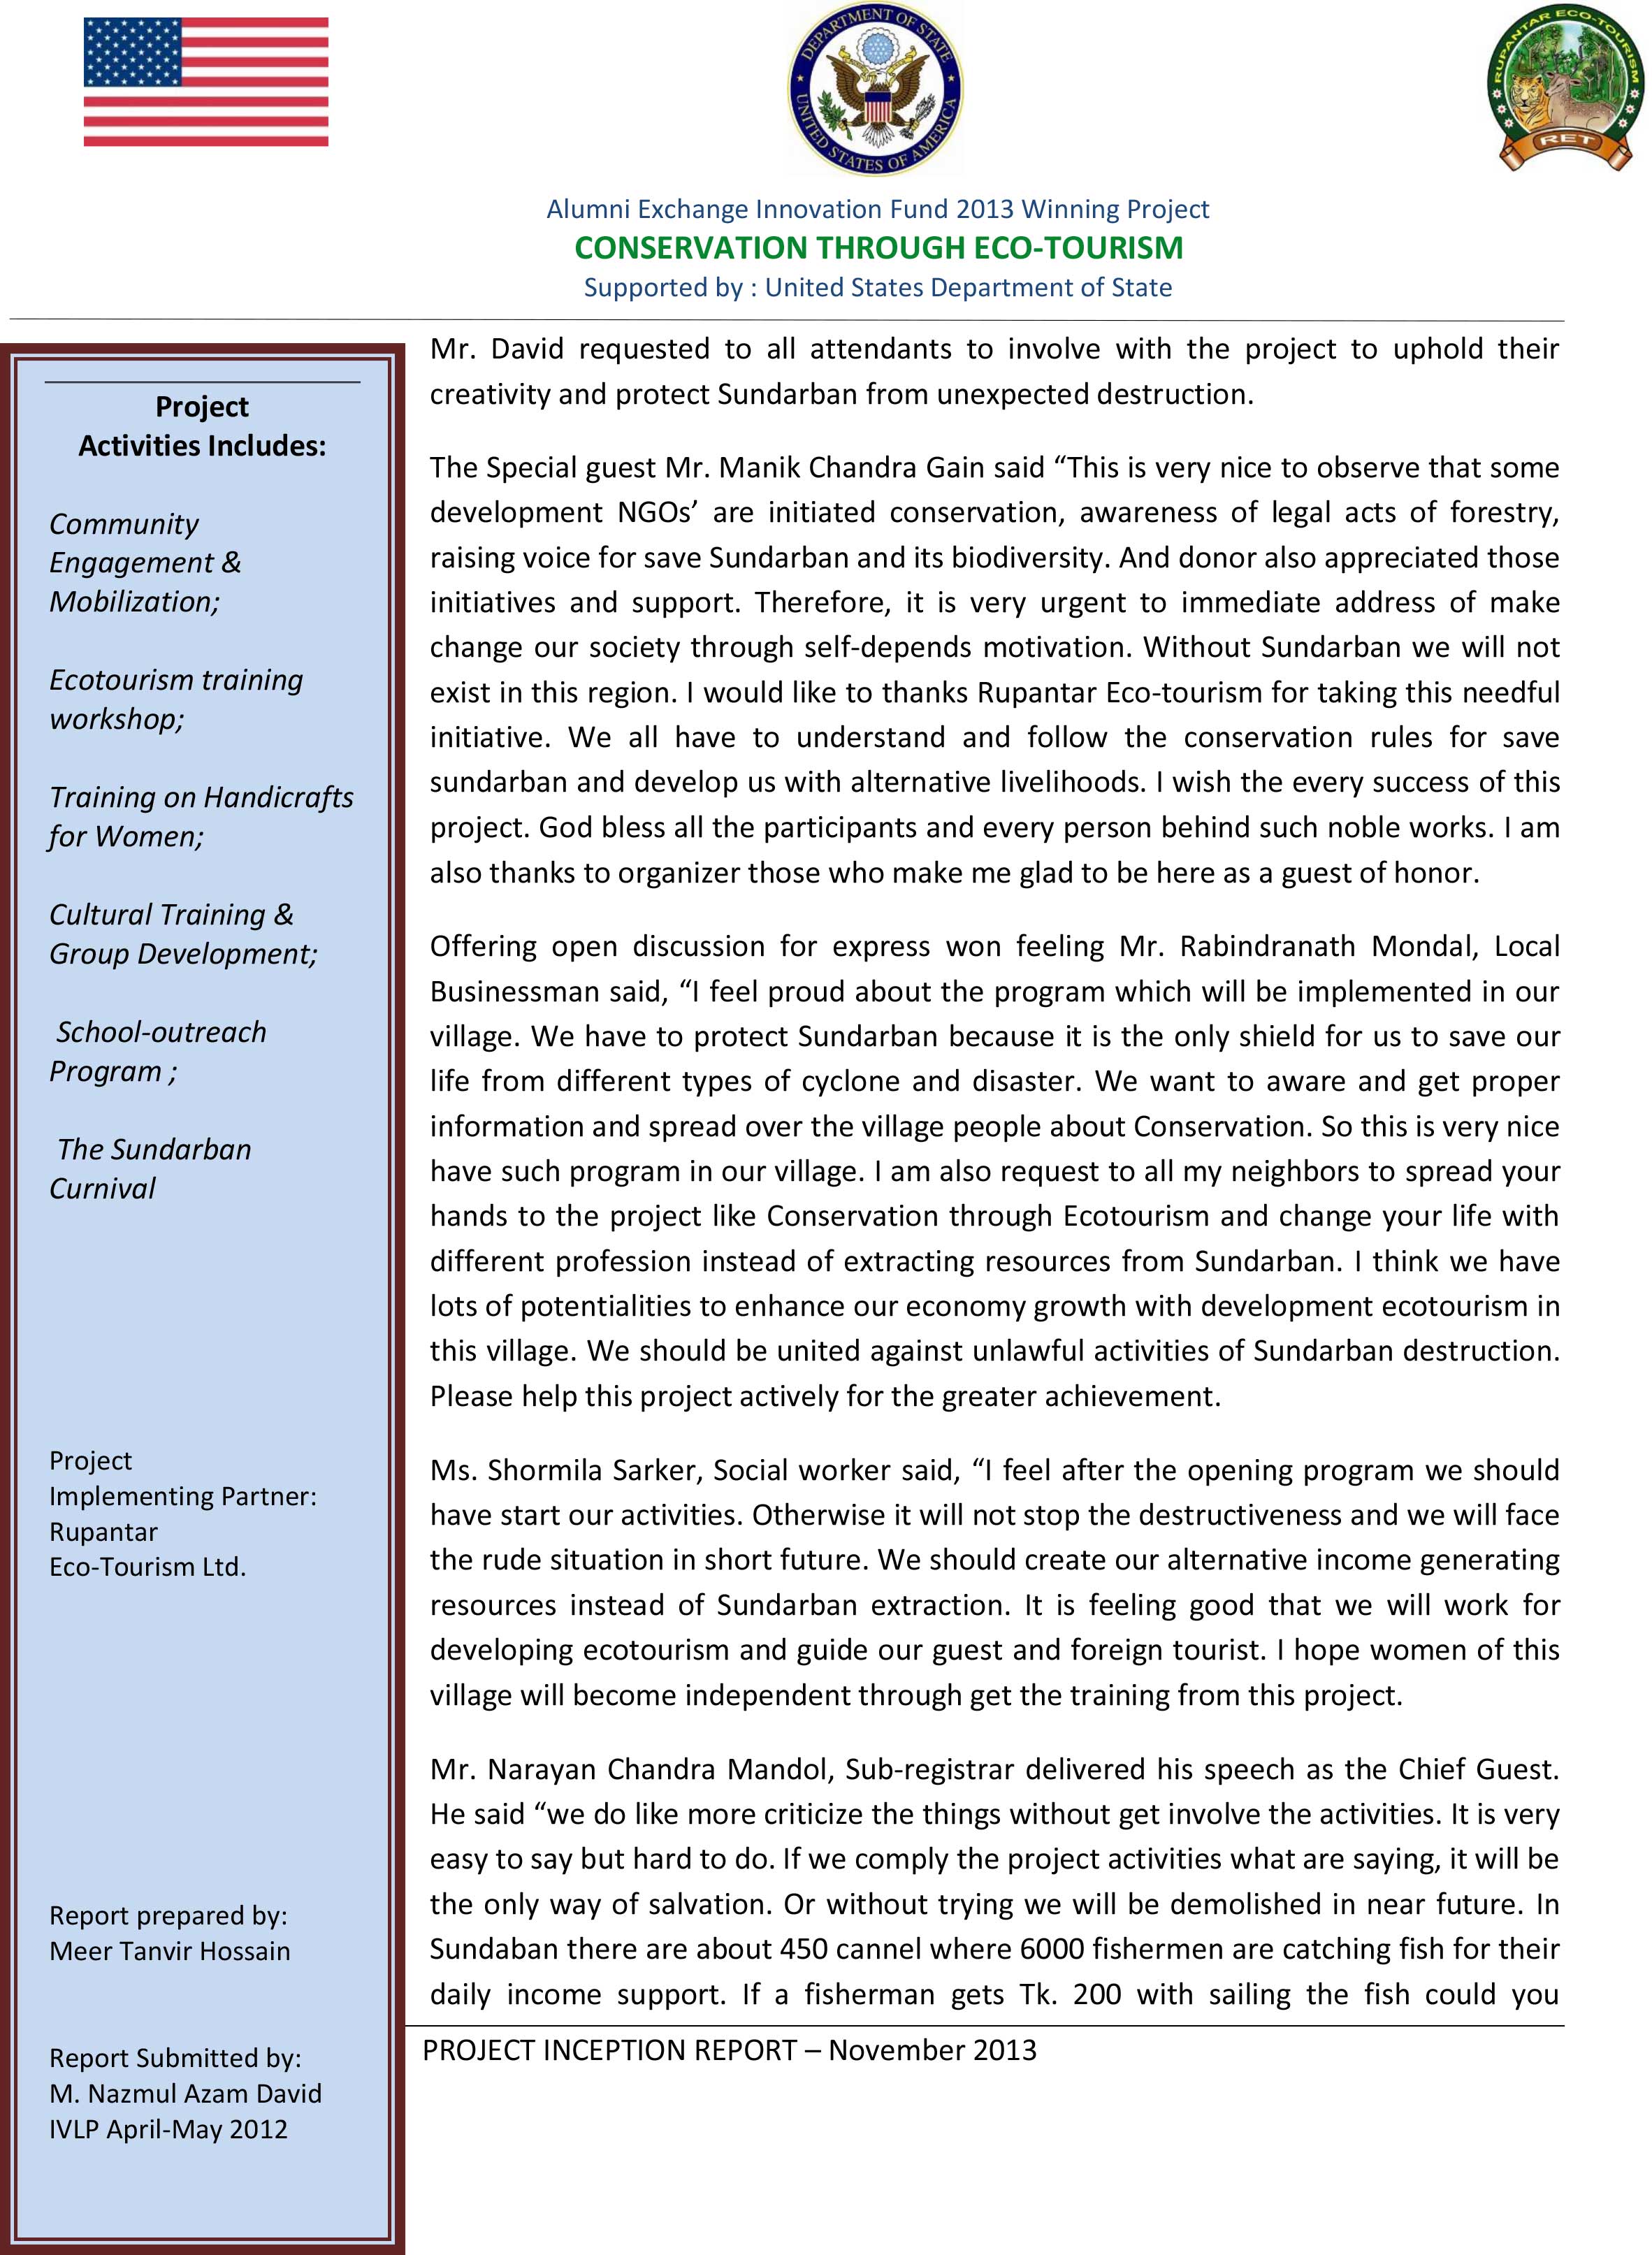 DEPARTMENT OF STATE
UNITED STATES OF AMERICA
RUPANTAR ECO-TOURISM
RET
Alumni Exchange Innovation Fund 2013 Winning Project
CONSERVATION THROUGH ECO-TOURISM
Supported by : United States Department of State
Project
Activities Includes:
Community
Engagement &
Mobilization;
Ecotourism training
workshop;
Training on Handicrafts
for Women;
Cultural Training &
Group Development;
School-outreach
Program ;
The Sundarban
Curnival
Project
Implementing Partner:
Rupantar
Eco-Tourism Ltd.
Report prepared by:
Meer Tanvir Hossain
Report Submitted by:
M. Nazmul Azam David
IVLP April-May 2012
Mr. David requested to all attendants to involve with the project to uphold their
creativity and protect Sundarban from unexpected destruction.
The Special guest Mr. Manik Chandra Gain said “This is very nice to observe that some
development NGOs’ are initiated conservation, awareness of legal acts of forestry,
raising voice for save Sundarban and its biodiversity. And donor also appreciated those
initiatives and support. Therefore, it is very urgent to immediate address of make
change our society through self-depends motivation. Without Sundarban we will not
exist in this region. I would like to thanks Rupantar Eco-tourism for taking this needful
initiative. We all have to understand and follow the conservation rules for save
sundarban and develop us with alternative livelihoods. I wish the every success of this
project. God bless all the participants and every person behind such noble works. I am
also thanks to organizer those who make me glad to be here as a guest of honor.
Offering open discussion for express won feeling Mr. Rabindranath Mondal, Local
Businessman said, “I feel proud about the program which will be implemented in our
village. We have to protect Sundarban because it is the only shield for us to save our
life from different types of cyclone and disaster. We want to aware and get proper
information and spread over the village people about Conservation. So this is very nice
have such program in our village. I am also request to all my neighbors to spread your
hands to the project like Conservation through Ecotourism and change your life with
different profession instead of extracting resources from Sundarban. I think we have
lots of potentialities to enhance our economy growth with development ecotourism in
this village. We should be united against unlawful activities of Sundarban destruction.
Please help this project actively for the greater achievement.
Ms. Shormila Sarker, Social worker said, “I feel after the opening program we should
have start our activities. Otherwise it will not stop the destructiveness and we will face
the rude situation in short future. We should create our alternative income generating
resources instead of Sundarban extraction. It is feeling good that we will work for
developing ecotourism and guide our guest and foreign tourist. I hope women of this
village will become independent through get the training from this project.
Mr. Narayan Chandra Mandol, Sub-registrar delivered his speech as the Chief Guest.
He said “we do like more criticize the things without get involve the activities. It is very
easy to say but hard to do. If we comply the project activities what are saying, it will be
the only way of salvation. Or without trying we will be demolished in near future. In
Sundaban there are about 450 cannel where 6000 fishermen are catching fish for their
daily income support. If a fisherman gets Tk. 200 with sailing the fish could you
PROJECT INCEPTION REPORT – November 2013